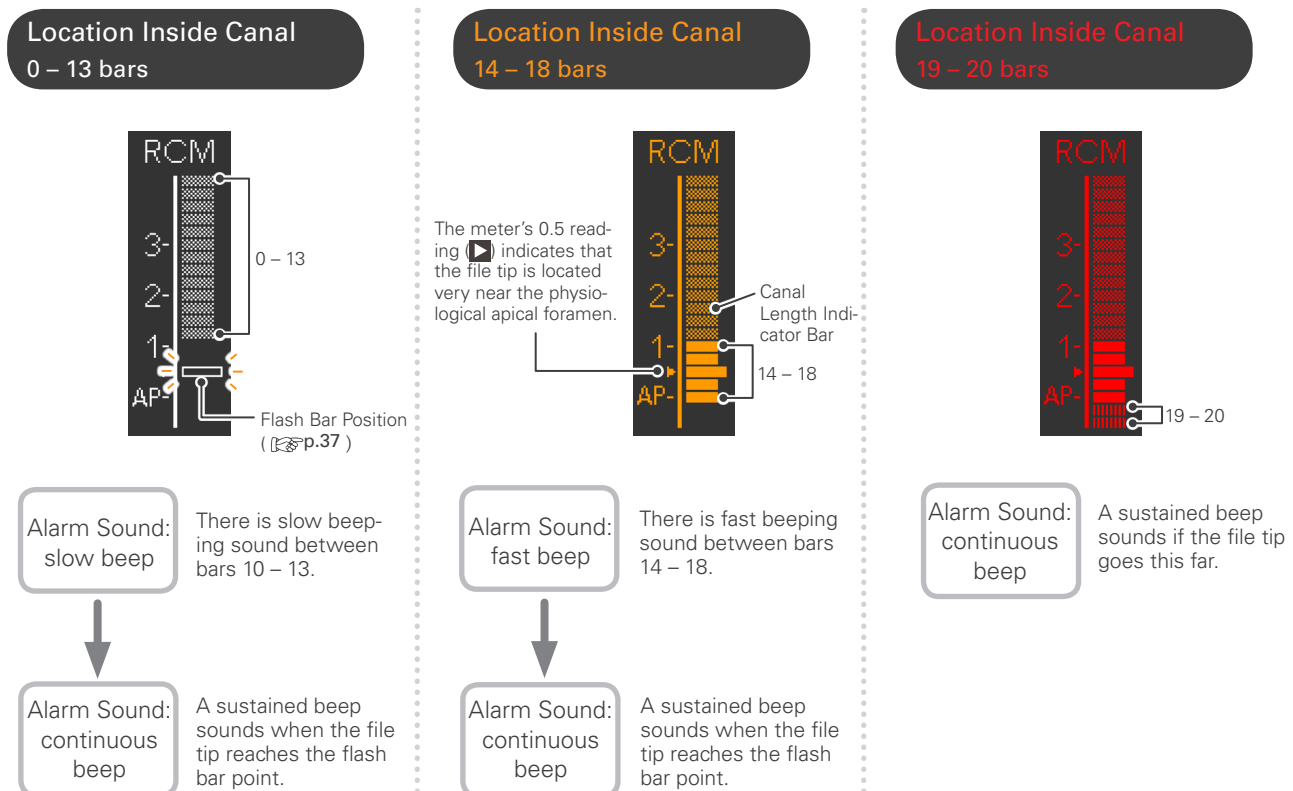 Location Inside Canal
0 – 13 bars
RCM
3-
2-
1-
AP-
0 – 13
Flash Bar Position
( p.37 )
Alarm Sound:
slow beep
There is slow beep-
ing sound between
bars 10 – 13.
Alarm Sound:
continuous
beep
A sustained beep
sounds when the file
tip reaches the flash
bar point.
Location Inside Canal
14 – 18 bars
The meter's 0.5 read-
ing ( ) indicates that
the file tip is located
very near the physio-
logical apical foramen.
RCM
3-
2-
1-
AP-
Canal
Length Indi-
cator Bar
14 – 18
Alarm Sound:
fast beep
There is fast beeping
sound between bars
14 – 18.
Alarm Sound:
continuous
beep
A sustained beep
sounds when the file
tip reaches the flash
bar point.
Location Inside Canal
19 – 20 bars
RCM
3-
2-
1-
AP-
19 – 20
Alarm Sound:
continuous
beep
A sustained beep
sounds if the file tip
goes this far.